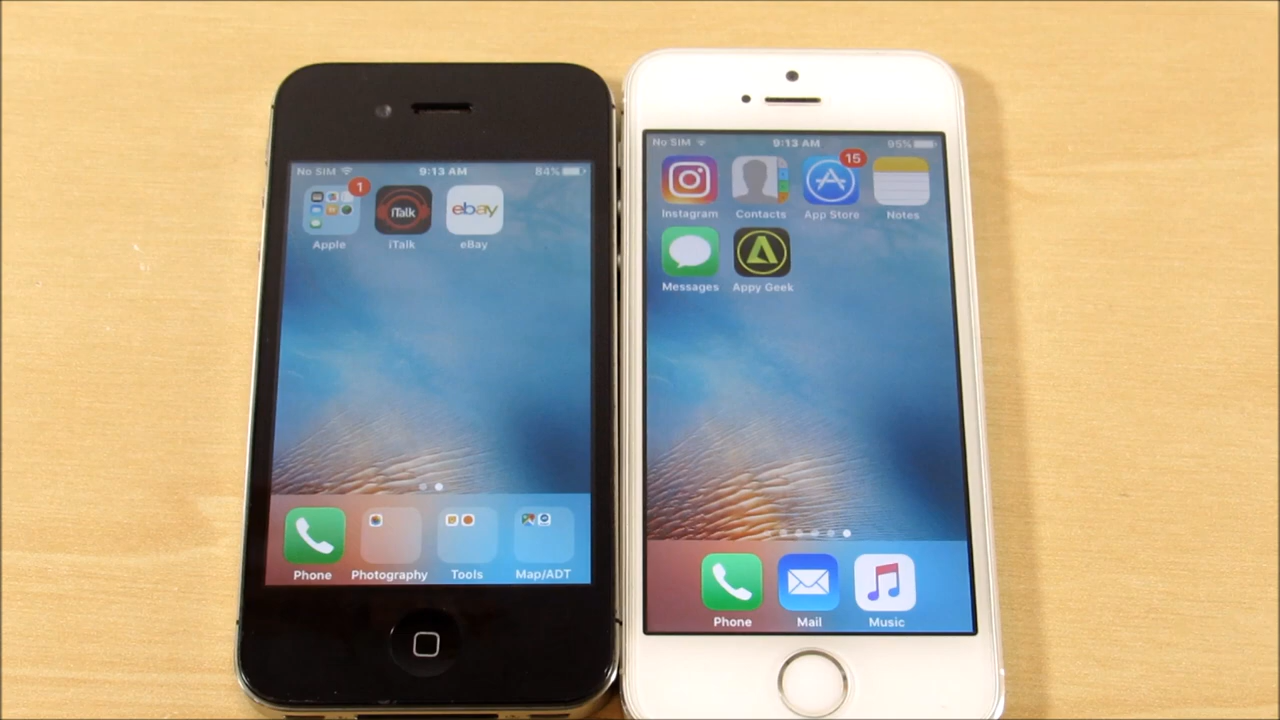 No SIM 9:13 AM 84%
1
iTalk
ebay
Apple iTalk eBay
Phone Photography Tools Map/ADT
No SIM 9:13 AM 95%
15
Instagram Contacts App Store Notes
Messages Appy Geek
Phone Mail Music